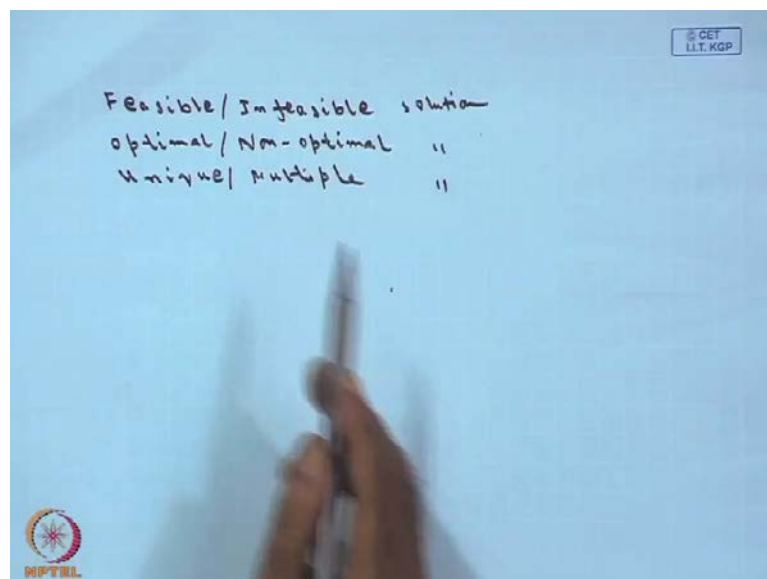 © CET
I.I.T. KGP
Feasible/Infeasible solution
optimal/Non-optimal "
Unique/Multiple "
NPTEL